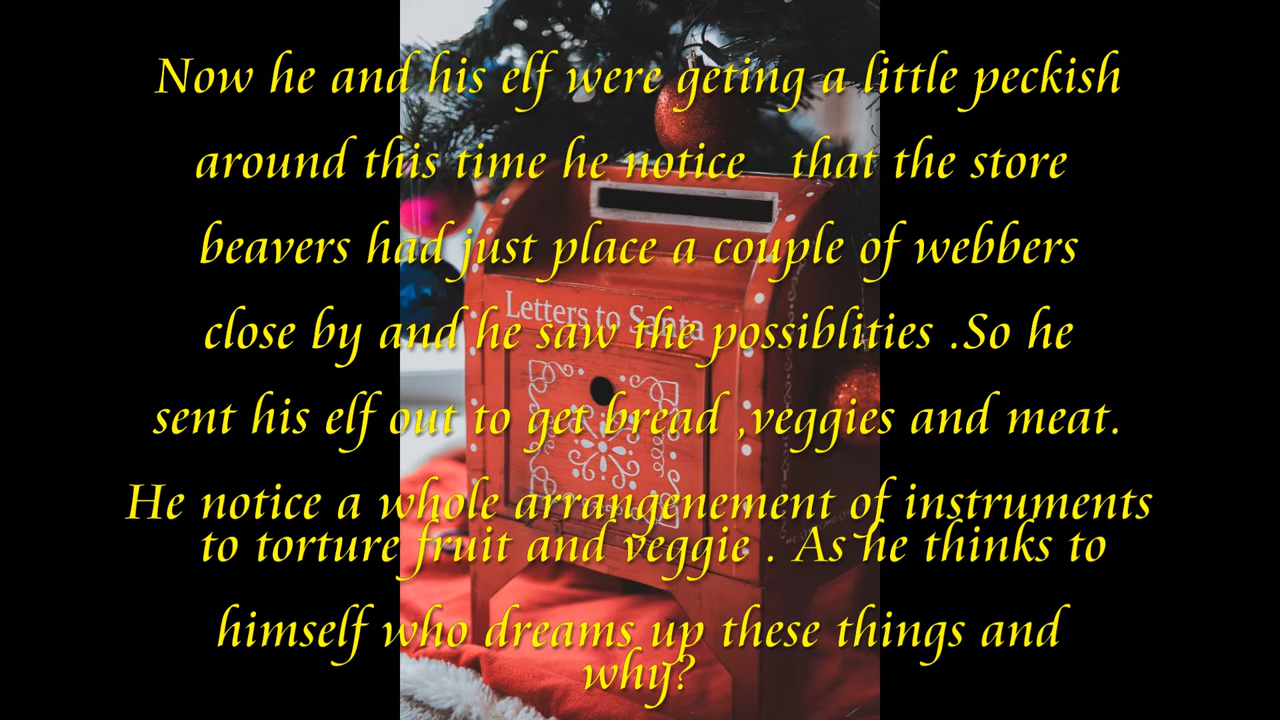 Now he and his elf were geting a little peckish
around this time he notice that the store
beavers had just place a couple of webbers
close by and he saw the possiblities .So he
sent his elf out to get bread ,veggies and meat.
He notice a whole arrangenement of instruments
to torture fruit and veggie . As he thinks to
himself who dreams up these things and
why?
Letters to Santa